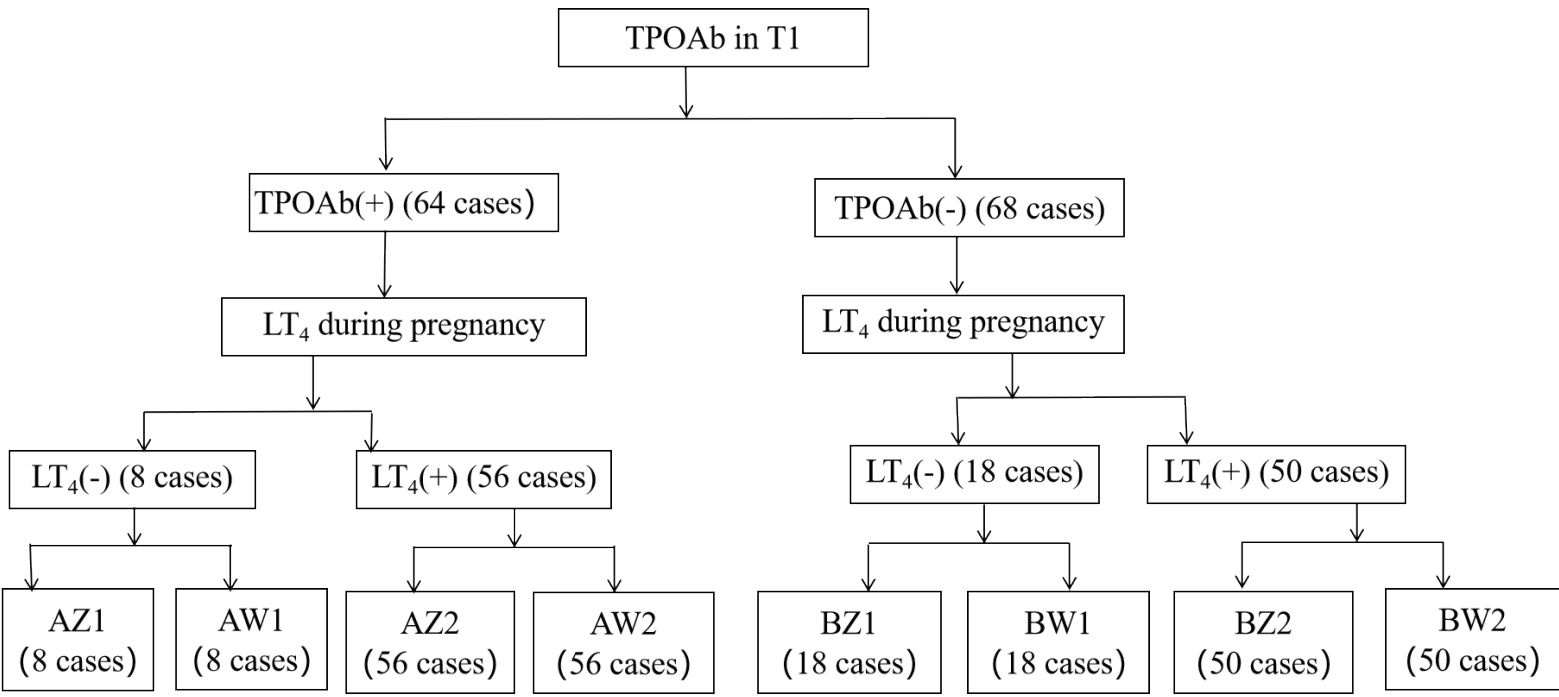 TPOAb in T1
TPOAb(+) (64 cases)
TPOAb(-) (68 cases)
LT₄ during pregnancy
LT₄ during pregnancy
LT₄(-) (8 cases)
LT₄(+) (56 cases)
LT₄(-) (18 cases)
LT₄(+) (50 cases)
AZ1
(8 cases)
AW1
(8 cases)
AZ2
(56 cases)
AW2
(56 cases)
BZ1
(18 cases)
BW1
(18 cases)
BZ2
(50 cases)
BW2
(50 cases)